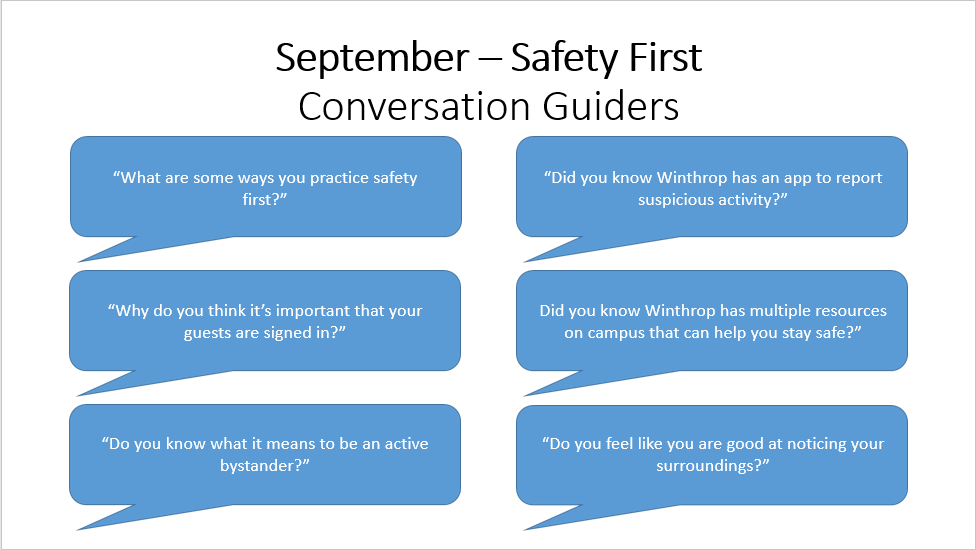 September – Safety First
Conversation Guiders
“What are some ways you practice safety
first?”
“Did you know Winthrop has an app to report
suspicious activity?”
“Why do you think it’s important that your
guests are signed in?”
Did you know Winthrop has multiple resources
on campus that can help you stay safe?”
“Do you know what it means to be an active
bystander?”
“Do you feel like you are good at noticing your
surroundings?”